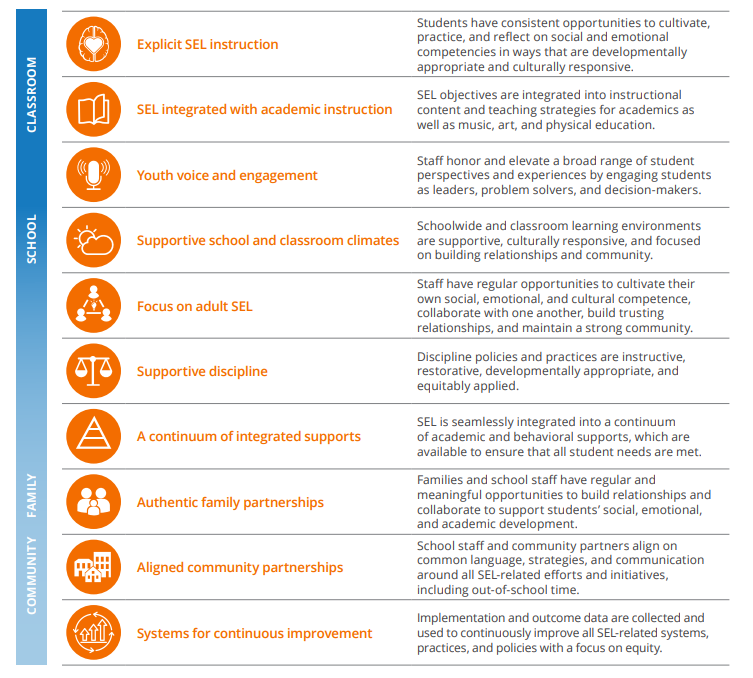 CLASSROOM
SCHOOL
FAMILY
COMMUNITY
Explicit SEL instruction
Students have consistent opportunities to cultivate,
practice, and reflect on social and emotional
competencies in ways that are developmentally
appropriate and culturally responsive.
SEL integrated with academic instruction
SEL objectives are integrated into instructional
content and teaching strategies for academics as
well as music, art, and physical education.
Youth voice and engagement
Staff honor and elevate a broad range of student
perspectives and experiences by engaging students
as leaders, problem solvers, and decision-makers.
Supportive school and classroom climates
Schoolwide and classroom learning environments
are supportive, culturally responsive, and focused
on building relationships and community.
Focus on adult SEL
Staff have regular opportunities to cultivate their
own social, emotional, and cultural competence,
collaborate with one another, build trusting
relationships, and maintain a strong community.
Supportive discipline
Discipline policies and practices are instructive,
restorative, developmentally appropriate, and
equitably applied.
A continuum of integrated supports
SEL is seamlessly integrated into a continuum
of academic and behavioral supports, which are
available to ensure that all student needs are met.
Authentic family partnerships
Families and school staff have regular and
meaningful opportunities to build relationships and
collaborate to support students’ social, emotional,
and academic development.
Aligned community partnerships
School staff and community partners align on
common language, strategies, and communication
around all SEL-related efforts and initiatives,
including out-of-school time.
Systems for continuous improvement
Implementation and outcome data are collected and
used to continuously improve all SEL-related systems,
practices, and policies with a focus on equity.